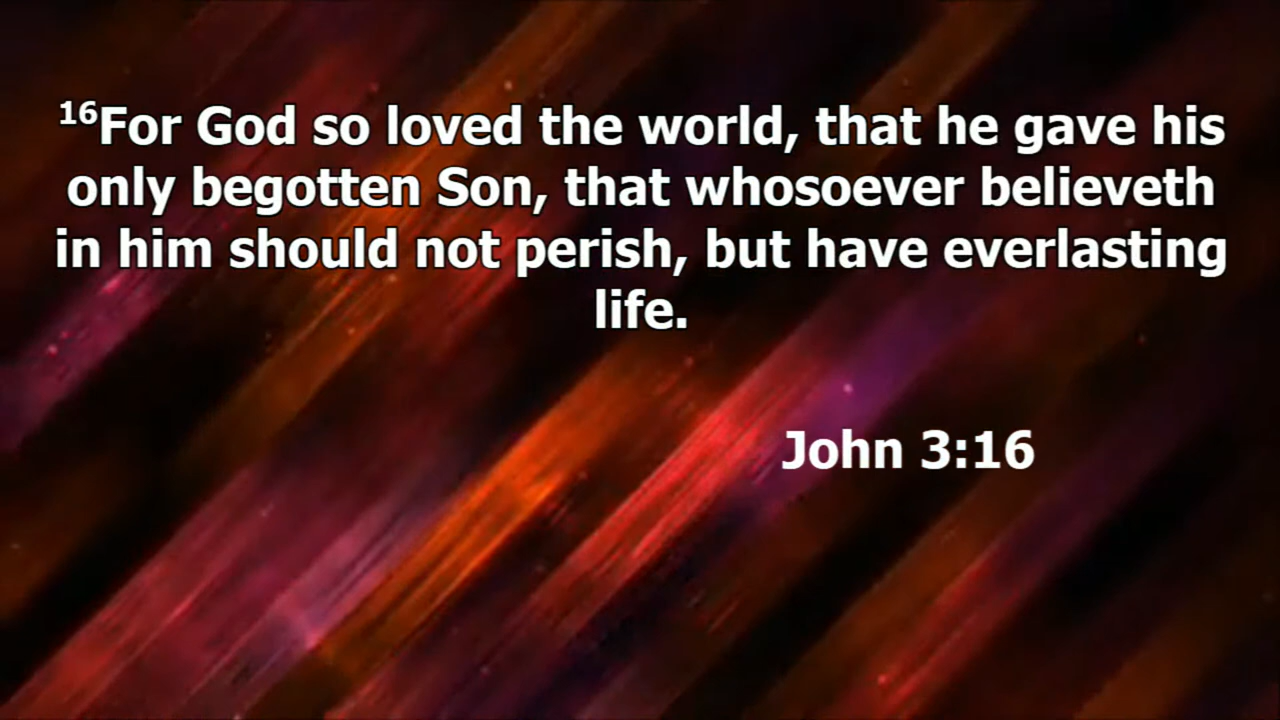 16For God so loved the world, that he gave his
only begotten Son, that whosoever believeth
in him should not perish, but have everlasting
life.
John 3:16